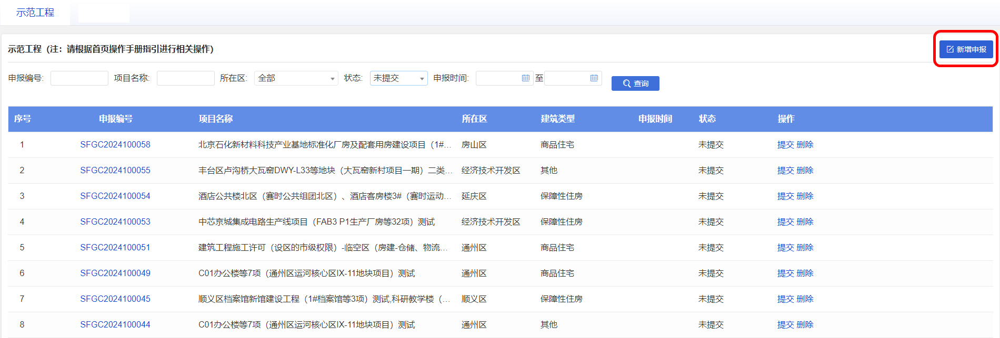 示范工程
示范工程（注：请根据首页操作手册指引进行相关操作）
新增申报
申报编号: 项目名称: 所在区: 全部 状态: 未提交 申报时间: 至 查询
序号 申报编号 项目名称 所在区 建筑类型 申报时间 状态 操作
1 SFGC2024100058 北京石化新材料科技产业基地标准化厂房及配套用房建设项目（1#... 房山区 商品住宅 未提交 提交 删除
2 SFGC2024100055 丰台区卢沟桥大瓦窑DWY-L33等地块（大瓦窑新村项目一期）二类... 经济技术开发区 其他 未提交 提交 删除
3 SFGC2024100054 酒店公共楼北区（赛时公共组团北区）、酒店客房楼3#（赛时运动... 延庆区 保障性住房 未提交 提交 删除
4 SFGC2024100053 中芯京城集成电路生产线项目（FAB3 P1生产厂房等32项）测试 经济技术开发区 保障性住房 未提交 提交 删除
5 SFGC2024100051 建筑工程施工许可（设区的市级权限）-临空区（房建-仓储、物流... 通州区 商品住宅 未提交 提交 删除
6 SFGC2024100049 C01办公楼等7项（通州区运河核心区IX-11地块项目）测试 通州区 商品住宅 未提交 提交 删除
7 SFGC2024100045 顺义区档案馆新馆建设工程（1#档案馆等3项）测试,科研教学楼（... 顺义区 保障性住房 未提交 提交 删除
8 SFGC2024100044 C01办公楼等7项（通州区运河核心区IX-11地块项目）测试 通州区 其他 未提交 提交 删除